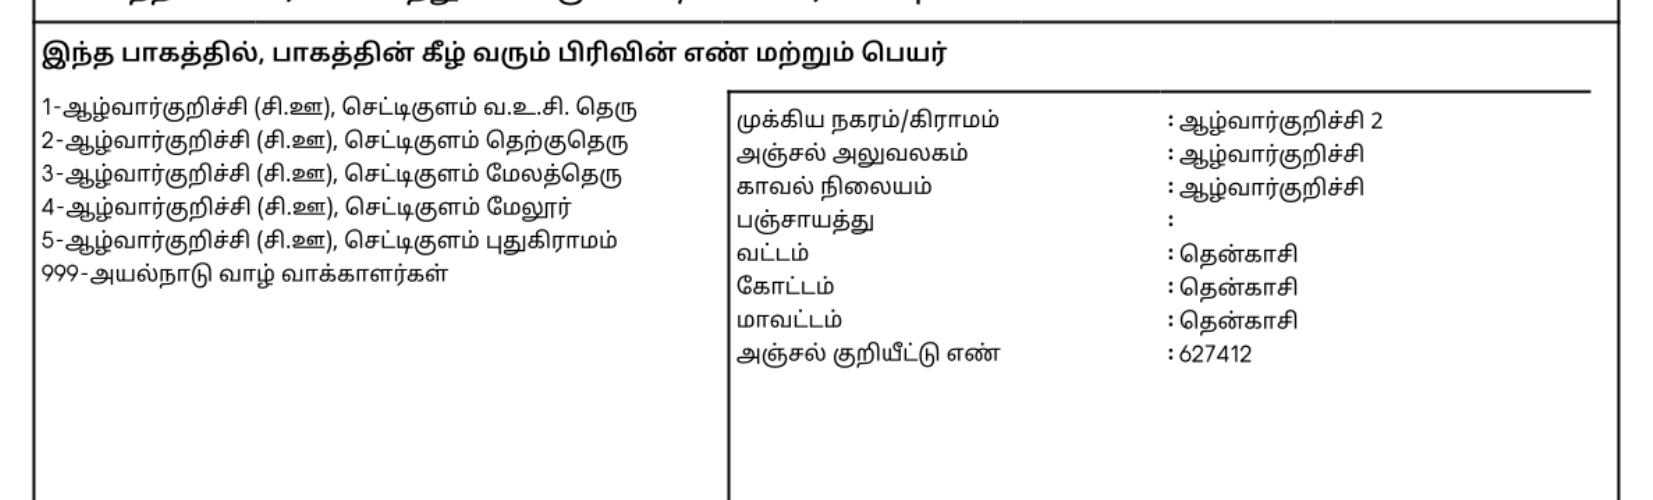 இந்த பாகத்தில், பாகத்தின் கீழ் வரும் பிரிவின் எண் மற்றும் பெயர்
1-ஆழ்வார்குறிச்சி (சி.ஊ), செட்டிகுளம் வ.உ.சி. தெரு
2-ஆழ்வார்குறிச்சி (சி.ஊ), செட்டிகுளம் தெற்குதெரு
3-ஆழ்வார்குறிச்சி (சி.ஊ), செட்டிகுளம் மேலத்தெரு
4-ஆழ்வார்குறிச்சி (சி.ஊ), செட்டிகுளம் மேலூர்
5-ஆழ்வார்குறிச்சி (சி.ஊ), செட்டிகுளம் புதுகிராமம்
999-அயல்நாடு வாழ் வாக்காளர்கள்
முக்கிய நகரம்/கிராமம் : ஆழ்வார்குறிச்சி 2
அஞ்சல் அலுவலகம் : ஆழ்வார்குறிச்சி
காவல் நிலையம் : ஆழ்வார்குறிச்சி
பஞ்சாயத்து :
வட்டம் : தென்காசி
கோட்டம் : தென்காசி
மாவட்டம் : தென்காசி
அஞ்சல் குறியீட்டு எண் : 627412